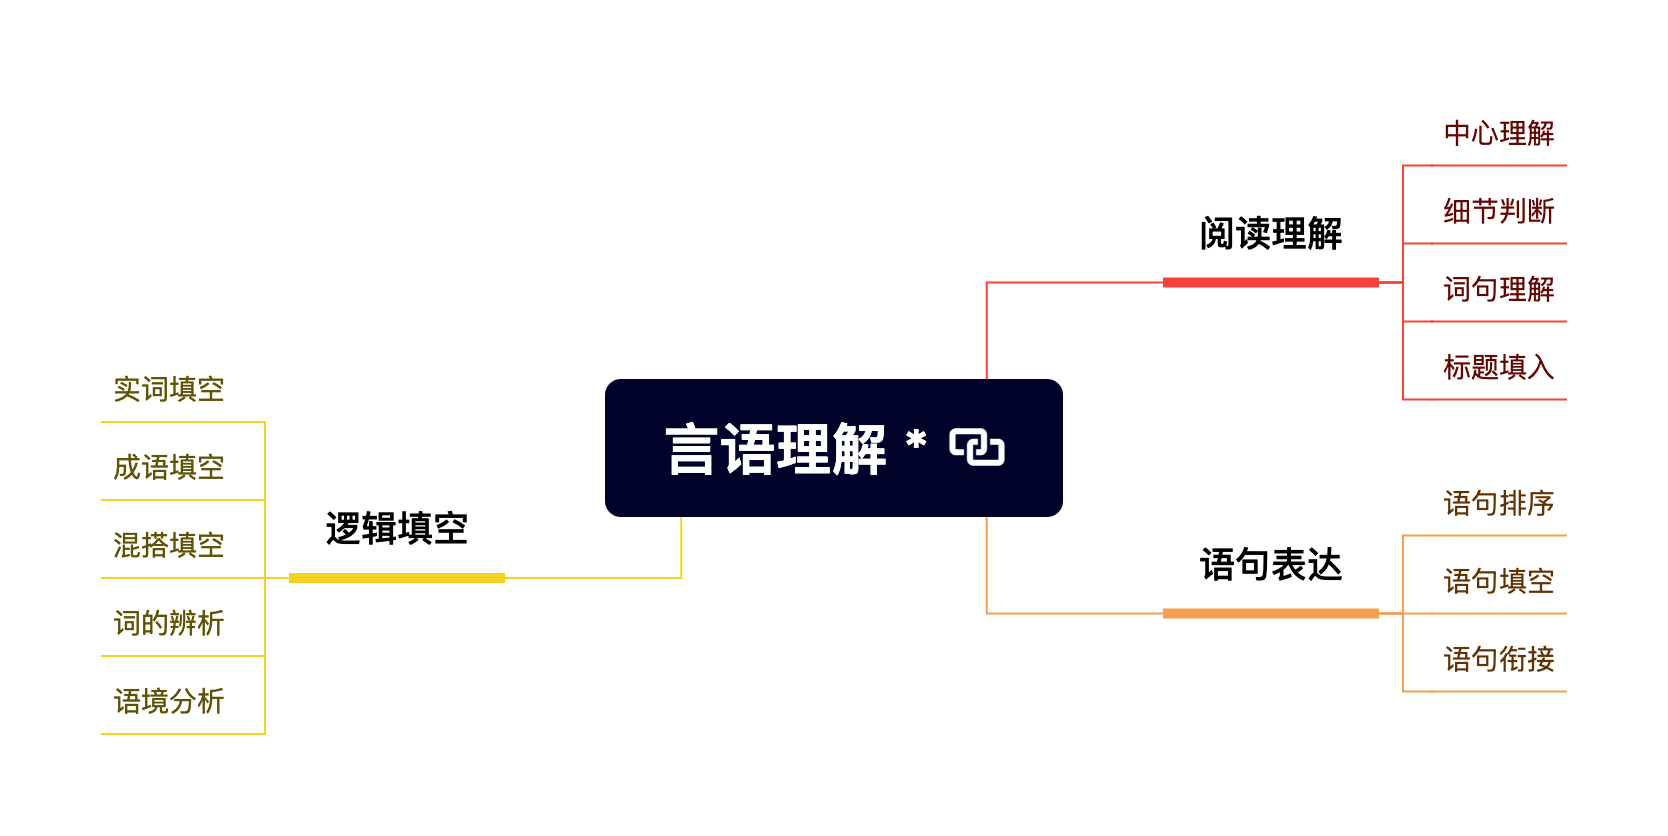 言语理解 *
阅读理解
中心理解
细节判断
词句理解
标题填入
语句表达
语句排序
语句填空
语句衔接
逻辑填空
实词填空
成语填空
混搭填空
词的辨析
语境分析